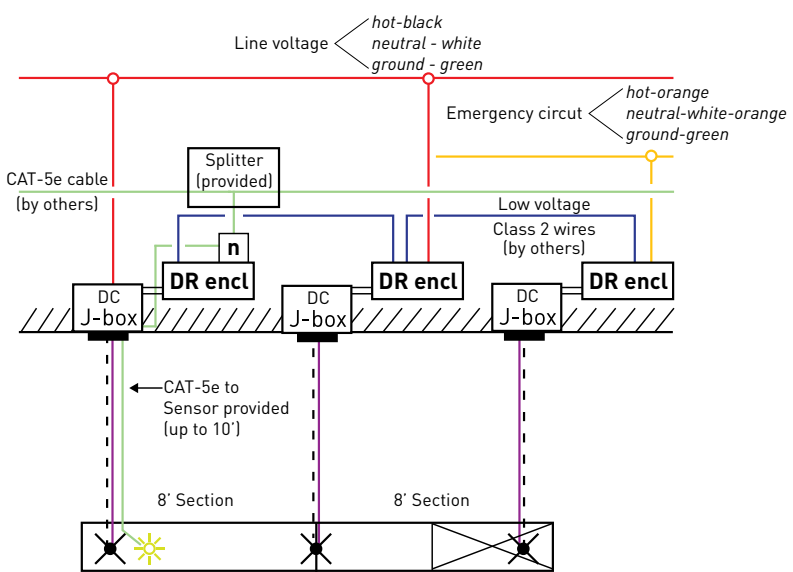 Line voltage
hot-black
neutral - white
ground - green
Emergency circut
hot-orange
neutral-white-orange
ground-green
CAT-5e cable
(by others)
Splitter
(provided)
Low voltage
Class 2 wires
(by others)
n
DR encl
DR encl
DR encl
DC
J-box
DC
J-box
DC
J-box
CAT-5e to
Sensor provided
(up to 10')
8' Section
8' Section